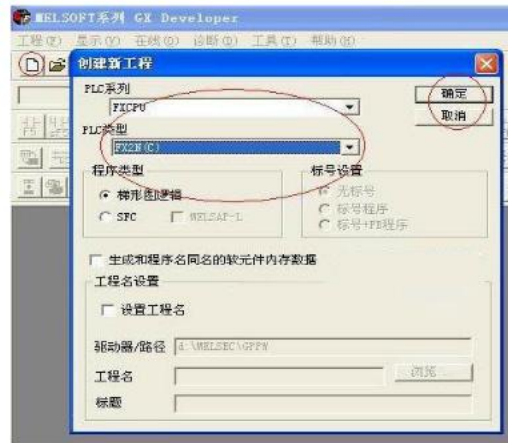 MELSOFT系列 GX Developer
工程(F) 显示(V) 在线(O) 诊断(D) 工具(T) 帮助(H)
创建新工程
PLC系列
FXCPU
确定
取消
PLC类型
FX2N(C)
程序类型
梯形图逻辑
SFC
MELSAP-L
标号设置
无标号
标号程序
标号+FB程序
生成和程序名同名的软元件内存数据
工程名设置
设置工程名
驱动器/路径 d:\MELSEC\GPPW
工程名
浏览...
标题